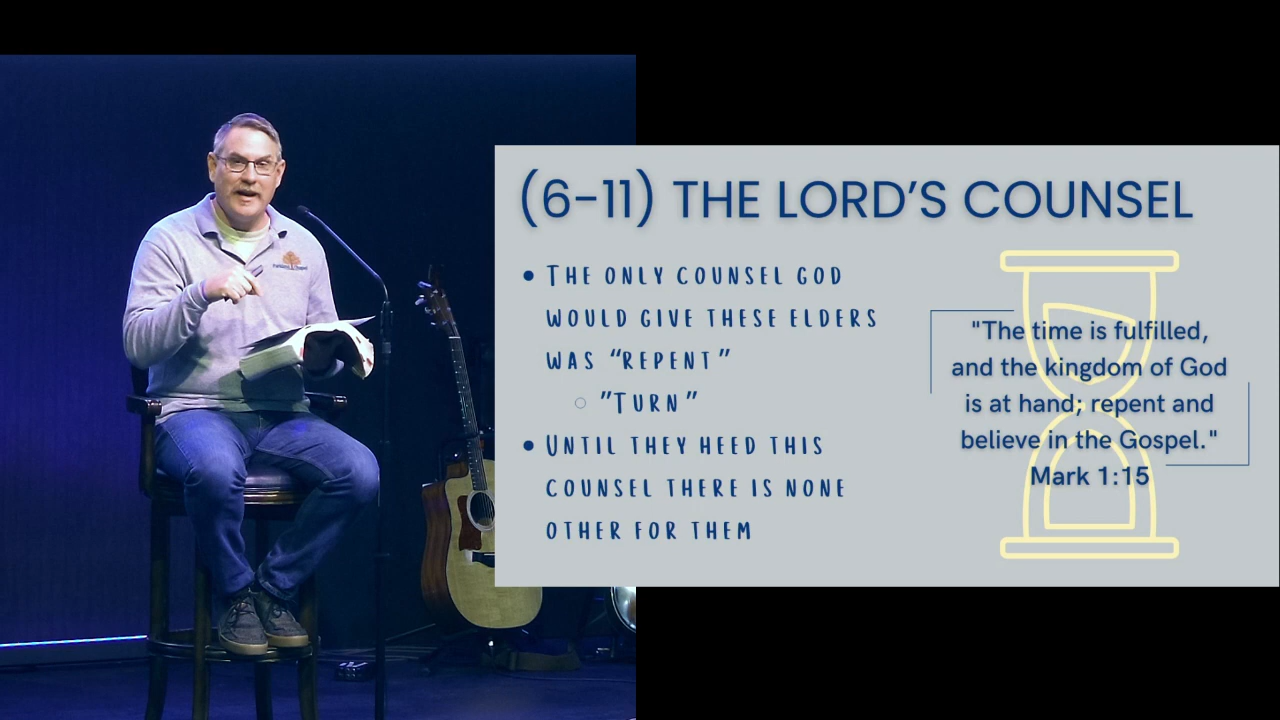 (6-11) THE LORD'S COUNSEL
• THE ONLY COUNSEL GOD
WOULD GIVE THESE ELDERS
WAS "REPENT"
○ "TURN"
• UNTIL THEY HEED THIS
COUNSEL THERE IS NONE
OTHER FOR THEM
"The time is fulfilled,
and the kingdom of God
is at hand; repent and
believe in the Gospel."
Mark 1:15